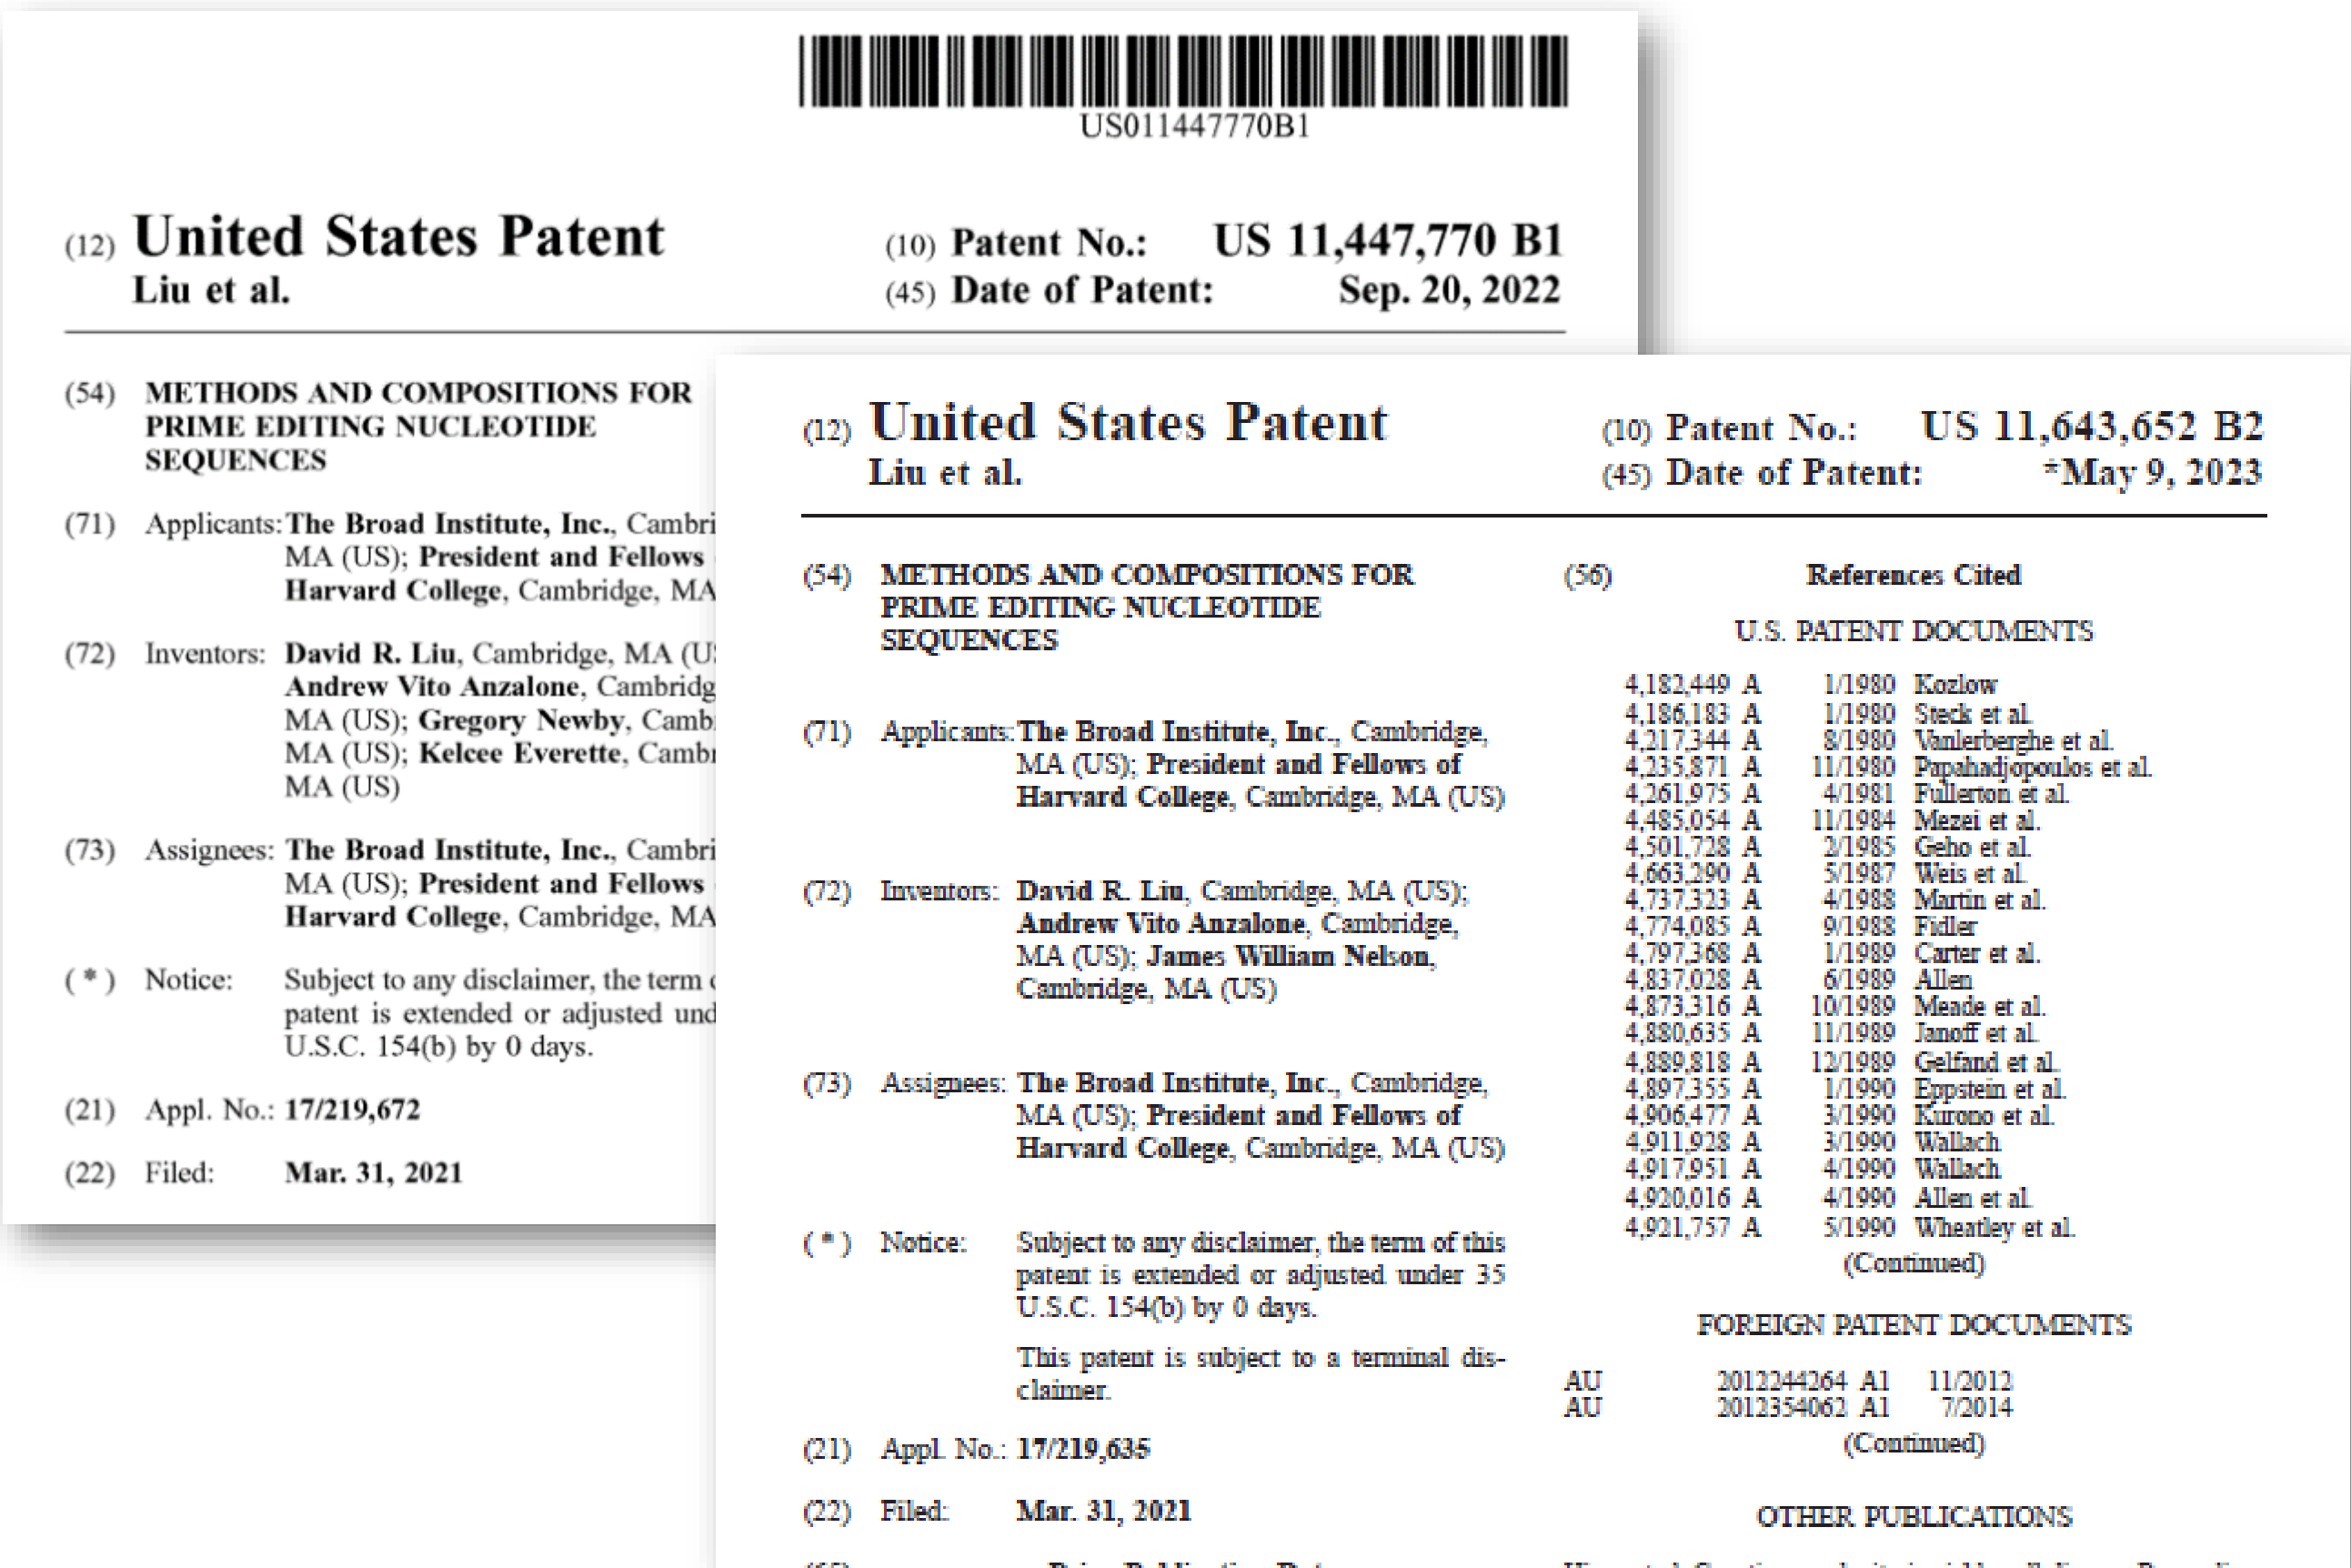 US011447770B1
(12) United States Patent
Liu et al.
(10) Patent No.: US 11,447,770 B1
(45) Date of Patent: Sep. 20, 2022
(54) METHODS AND COMPOSITIONS FOR
PRIME EDITING NUCLEOTIDE
SEQUENCES
(71) Applicants: The Broad Institute, Inc., Cambri
MA (US); President and Fellows
Harvard College, Cambridge, MA
(72) Inventors: David R. Liu, Cambridge, MA (U
Andrew Vito Anzalone, Cambridg
MA (US); Gregory Newby, Camb
MA (US); Kelcee Everette, Camb
MA (US)
(73) Assignees: The Broad Institute, Inc., Cambri
MA (US); President and Fellows
Harvard College, Cambridge, MA
( * ) Notice: Subject to any disclaimer, the term
patent is extended or adjusted und
U.S.C. 154(b) by 0 days.
(21) Appl. No.: 17/219,672
(22) Filed: Mar. 31, 2021
(12) United States Patent
Liu et al.
(10) Patent No.: US 11,643,652 B2
(45) Date of Patent: *May 9, 2023
(54) METHODS AND COMPOSITIONS FOR
PRIME EDITING NUCLEOTIDE
SEQUENCES
(71) Applicants: The Broad Institute, Inc., Cambridge,
MA (US); President and Fellows of
Harvard College, Cambridge, MA (US)
(72) Inventors: David R. Liu, Cambridge, MA (US);
Andrew Vito Anzalone, Cambridge,
MA (US); James William Nelson,
Cambridge, MA (US)
(73) Assignees: The Broad Institute, Inc., Cambridge,
MA (US); President and Fellows of
Harvard College, Cambridge, MA (US)
( * ) Notice: Subject to any disclaimer, the term of this
patent is extended or adjusted under 35
U.S.C. 154(b) by 0 days.
This patent is subject to a terminal dis-
claimer.
(21) Appl. No.: 17/219,635
(22) Filed: Mar. 31, 2021
(56) References Cited
U.S. PATENT DOCUMENTS
4,182,449 A 1/1980 Kozlow
4,186,183 A 1/1980 Steck et al.
4,217,344 A 8/1980 Vanlerberghe et al.
4,235,871 A 11/1980 Papahadjopoulos et al.
4,261,975 A 4/1981 Fullerton et al.
4,485,054 A 11/1984 Mezei et al.
4,501,728 A 2/1985 Geho et al.
4,663,290 A 5/1987 Weis et al.
4,737,323 A 4/1988 Martin et al.
4,774,085 A 9/1988 Fidler
4,797,368 A 1/1989 Carter et al.
4,837,028 A 6/1989 Allen
4,873,316 A 10/1989 Meade et al.
4,880,635 A 11/1989 Janoff et al.
4,889,818 A 12/1989 Gelfand et al.
4,897,355 A 1/1990 Eppstein et al.
4,906,477 A 3/1990 Kurono et al.
4,911,928 A 3/1990 Wallach
4,917,951 A 4/1990 Wallach
4,920,016 A 4/1990 Allen et al.
4,921,757 A 5/1990 Wheatley et al.
(Continued)
FOREIGN PATENT DOCUMENTS
AU 2012244264 A1 11/2012
AU 2012354062 A1 7/2014
(Continued)
OTHER PUBLICATIONS